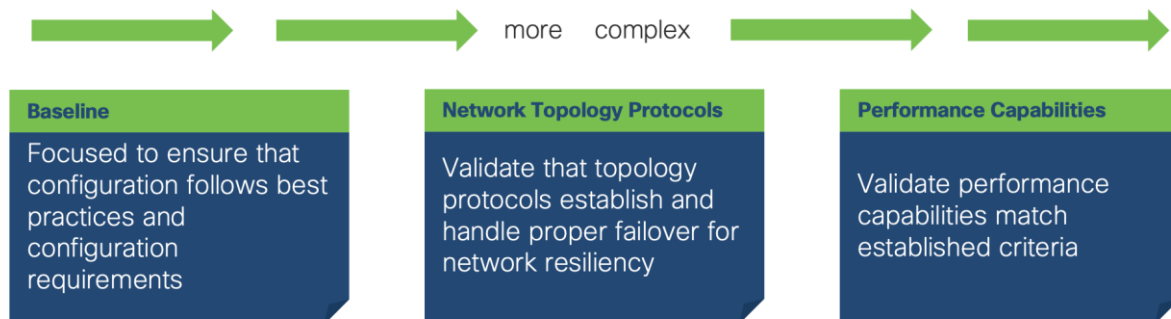 more complex
Baseline
Focused to ensure that
configuration follows best
practices and
configuration
requirements
Network Topology Protocols
Validate that topology
protocols establish and
handle proper failover for
network resiliency
Performance Capabilities
Validate performance
capabilities match
established criteria